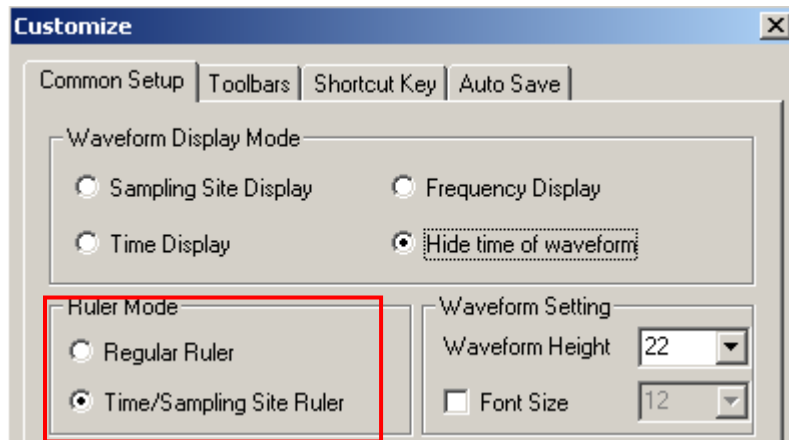 Customize
Common Setup Toolbars Shortcut Key Auto Save
Waveform Display Mode
Sampling Site Display Frequency Display
Time Display Hide time of waveform
Ruler Mode
Regular Ruler
Time/Sampling Site Ruler
Waveform Setting
Waveform Height 22
Font Size 12